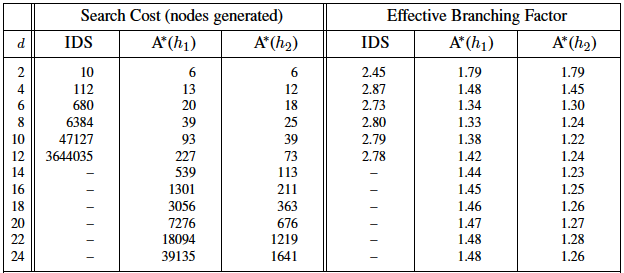 Search Cost (nodes generated) Effective Branching Factor
d IDS A*(h1) A*(h2) IDS A*(h1) A*(h2)
2 10 6 6 2.45 1.79 1.79
4 112 13 12 2.87 1.48 1.45
6 680 20 18 2.73 1.34 1.30
8 6384 39 25 2.80 1.33 1.24
10 47127 93 39 2.79 1.38 1.22
12 3644035 227 73 2.78 1.42 1.24
14 – 539 113 – 1.44 1.23
16 – 1301 211 – 1.45 1.25
18 – 3056 363 – 1.46 1.26
20 – 7276 676 – 1.47 1.27
22 – 18094 1219 – 1.48 1.28
24 – 39135 1641 – 1.48 1.26